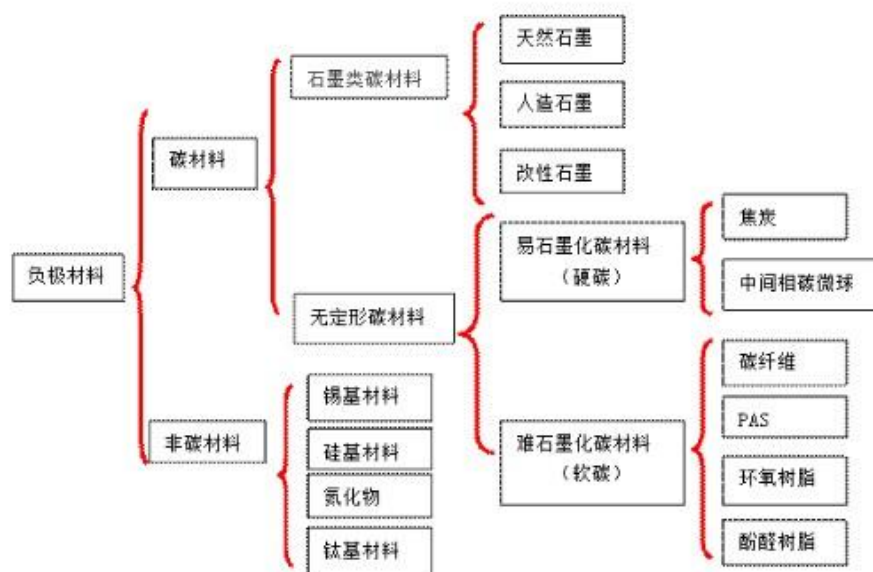 负极材料
碳材料
石墨类碳材料
天然石墨
人造石墨
改性石墨
无定形碳材料
易石墨化碳材料
（硬碳）
焦炭
中间相碳微球
难石墨化碳材料
（软碳）
碳纤维
PAS
环氧树脂
酚醛树脂
非碳材料
锡基材料
硅基材料
氮化物
钛基材料